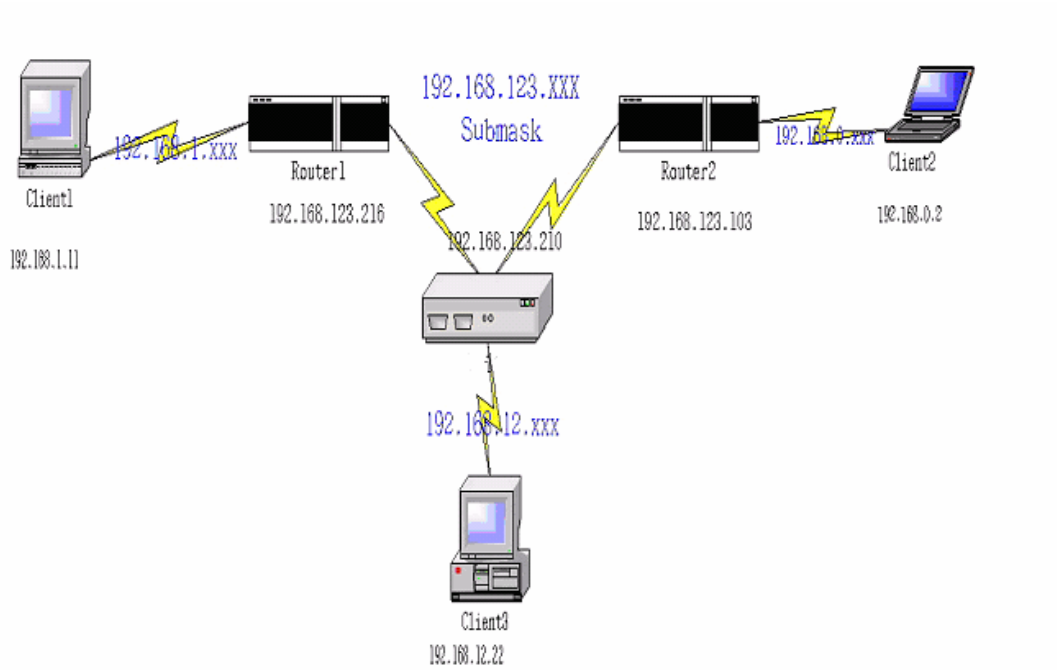 192.168.123.XXX
Submask
192.168.1.xxx
192.168.0.xxx
Router1
Router2
Client1
Client2
192.168.123.216
192.168.123.103
192.168.0.2
192.168.1.11
192.168.123.210
192.168.12.xxx
Client3
192.168.12.22